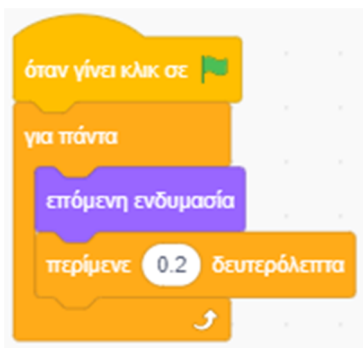 όταν γίνει κλικ σε
για πάντα
επόμενη ενδυμασία
περίμενε 0.2 δευτερόλεπτα